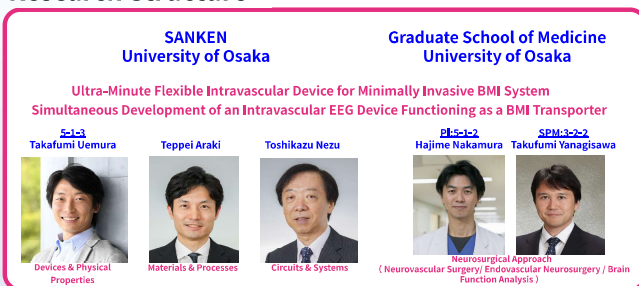 SANKEN
University of Osaka
Graduate School of Medicine
University of Osaka
Ultra-Minute Flexible Intravascular Device for Minimally Invasive BMI System
Simultaneous Development of an Intravascular EEG Device Functioning as a BMI Transporter
5-1-3
Takafumi Uemura
Teppei Araki
Toshikazu Nezu
PI:5-1-2
Hajime Nakamura
SPM:3-2-2
Takufumi Yanagisawa
Devices & Physical
Properties
Materials & Processes
Circuits & Systems
Neurosurgical Approach
( Neurovascular Surgery/ Endovascular Neurosurgery / Brain
Function Analysis )